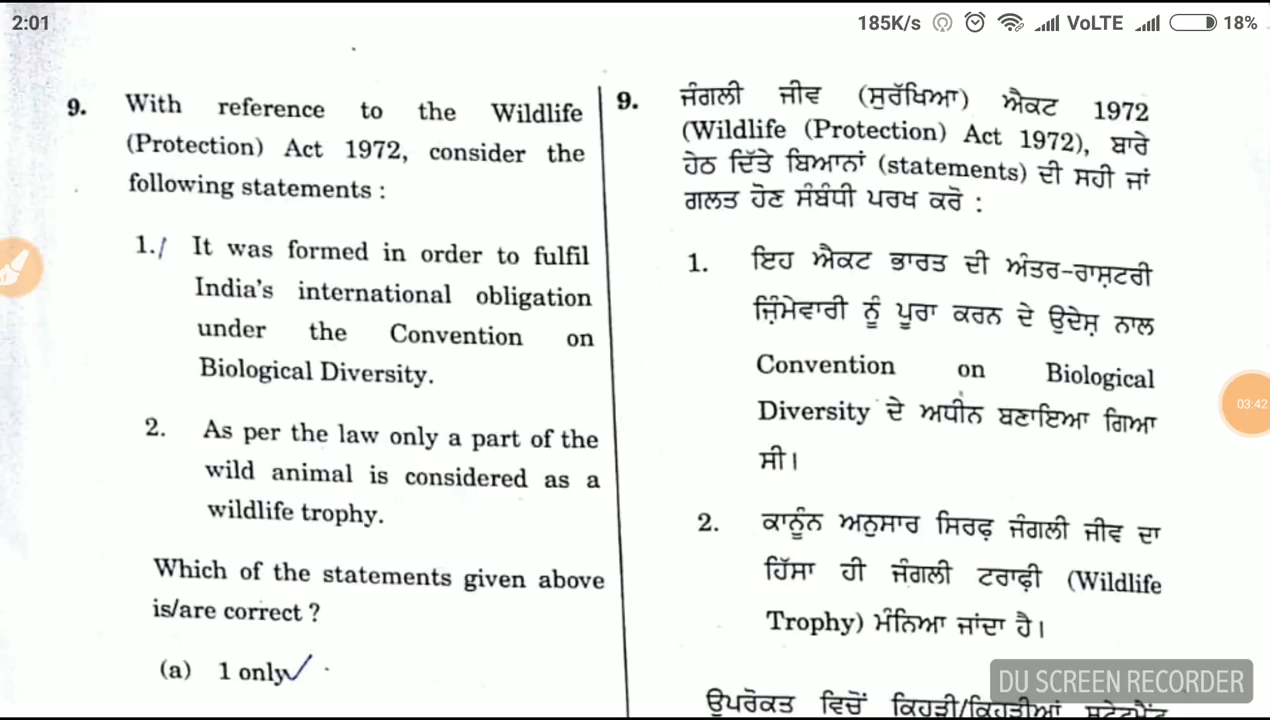 2:01
185K/s VoLTE 18%
9. With reference to the Wildlife
(Protection) Act 1972, consider the
following statements :
1. It was formed in order to fulfil
India's international obligation
under the Convention on
Biological Diversity.
2. As per the law only a part of the
wild animal is considered as a
wildlife trophy.
Which of the statements given above
is/are correct ?
(a) 1 only
9. ਜੰਗਲੀ ਜੀਵ (ਸੁਰੱਖਿਆ) ਐਕਟ 1972
(Wildlife (Protection) Act 1972), ਬਾਰੇ
ਹੇਠ ਦਿੱਤੇ ਬਿਆਨਾਂ (statements) ਦੀ ਸਹੀ ਜਾਂ
ਗਲਤ ਹੋਣ ਸੰਬੰਧੀ ਪਰਖ ਕਰੋ :
1. ਇਹ ਐਕਟ ਭਾਰਤ ਦੀ ਅੰਤਰ-ਰਾਸ਼ਟਰੀ
ਜ਼ਿੰਮੇਵਾਰੀ ਨੂੰ ਪੂਰਾ ਕਰਨ ਦੇ ਉਦੇਸ਼ ਨਾਲ
Convention on Biological
Diversity ਦੇ ਅਧੀਨ ਬਣਾਇਆ ਗਿਆ
ਸੀ।
2. ਕਾਨੂੰਨ ਅਨੁਸਾਰ ਸਿਰਫ਼ ਜੰਗਲੀ ਜੀਵ ਦਾ
ਹਿੱਸਾ ਹੀ ਜੰਗਲੀ ਟਰਾਫ਼ੀ (Wildlife
Trophy) ਮੰਨਿਆ ਜਾਂਦਾ ਹੈ।
ਉਪਰੋਕਤ ਵਿਚੋਂ ਕਿਹੜੀ/ਕਿਹੜੀਆਂ ਸਟੇਟਮੈਂਟ
03:42
DU SCREEN RECORDER